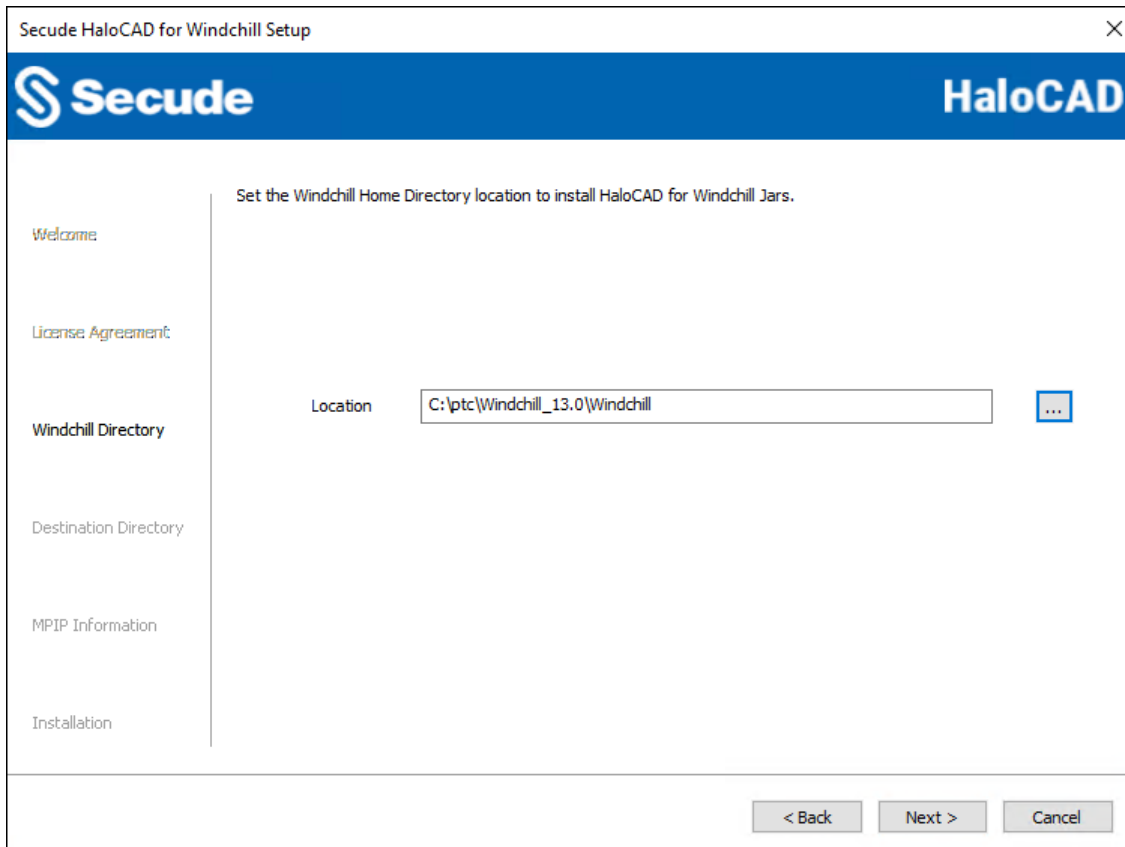 Secude HaloCAD for Windchill Setup
Secude
HaloCAD
Set the Windchill Home Directory location to install HaloCAD for Windchill Jars.
Welcome
License Agreement
Location
C:\ptc\Windchill_13.0\Windchill
...
Windchill Directory
Destination Directory
MPIP Information
Installation
< Back
Next >
Cancel